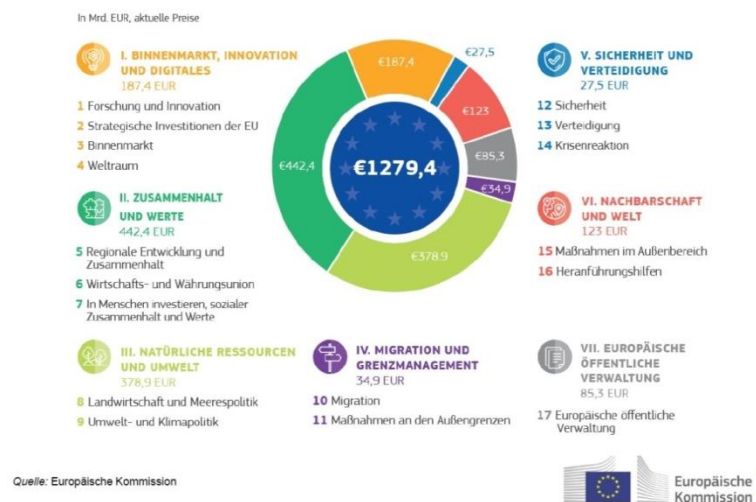 In Mrd. EUR, aktuelle Preise
I. BINNENMARKT, INNOVATION
UND DIGITALES
187,4 EUR
1 Forschung und Innovation
2 Strategische Investitionen der EU
3 Binnenmarkt
4 Weltraum
II. ZUSAMMENHALT
UND WERTE
442,4 EUR
5 Regionale Entwicklung und
Zusammenhalt
6 Wirtschafts- und Währungsunion
7 In Menschen investieren, sozialer
Zusammenhalt und Werte
€187,4
€27,5
€123
€85,3
€34,9
€378,9
€442,4
€1279,4
V. SICHERHEIT UND
VERTEIDIGUNG
27,5 EUR
12 Sicherheit
13 Verteidigung
14 Krisenreaktion
VI. NACHBARSCHAFT
UND WELT
123 EUR
15 Maßnahmen im Außenbereich
16 Heranführungshilfen
III. NATÜRLICHE RESSOURCEN
UND UMWELT
378,9 EUR
8 Landwirtschaft und Meerespolitik
9 Umwelt- und Klimapolitik
IV. MIGRATION UND
GRENZMANAGEMENT
34,9 EUR
10 Migration
11 Maßnahmen an den Außengrenzen
VII. EUROPÄISCHE
ÖFFENTLICHE
VERWALTUNG
85,3 EUR
17 Europäische öffentliche
Verwaltung
Quelle: Europäische Kommission
Europäische
Kommission